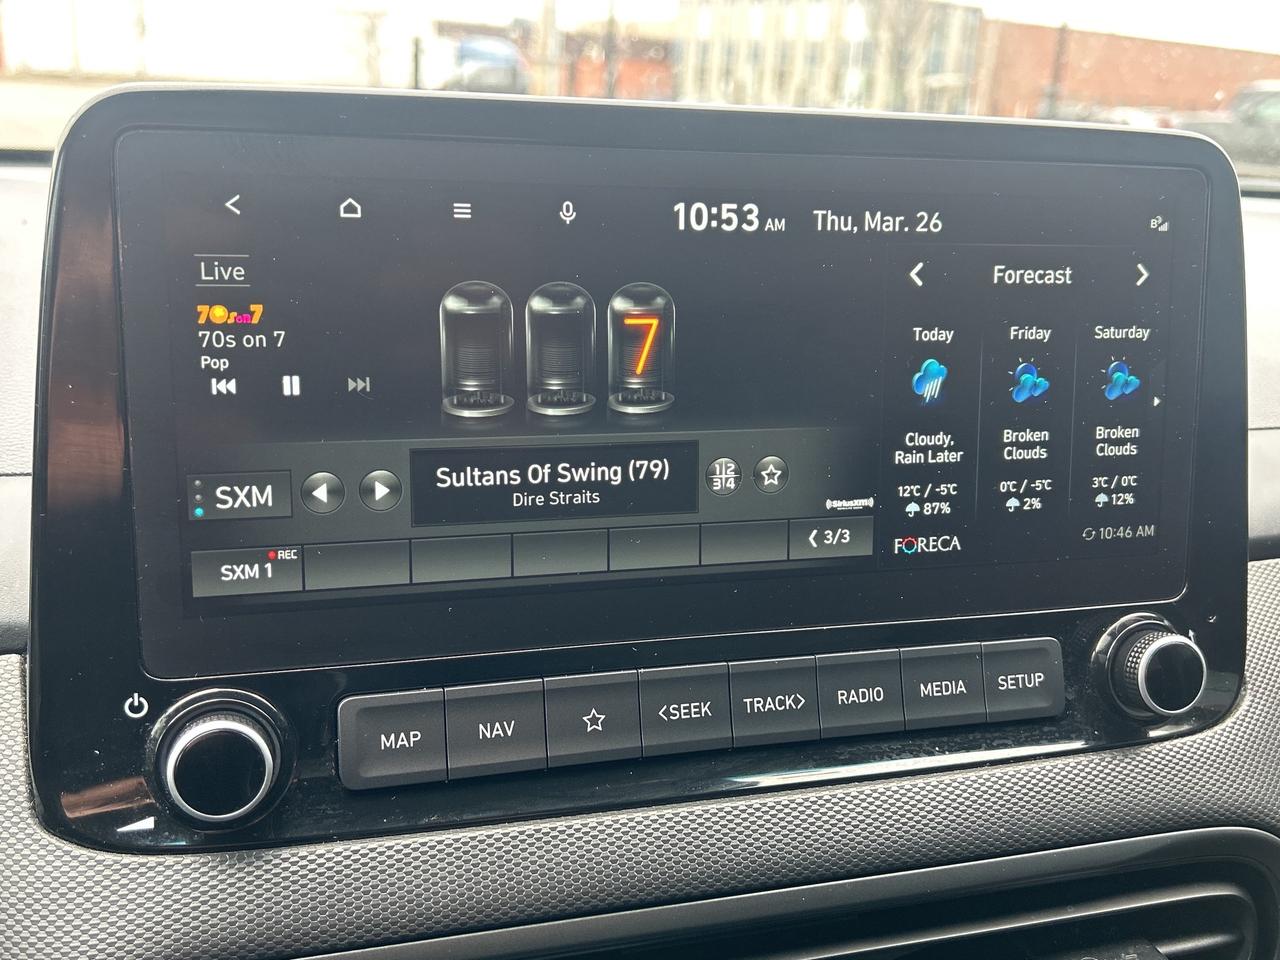 10:53 AM Thu, Mar. 26
B
Live
70s on 7
70s on 7
Pop
7
SXM
Sultans Of Swing (79)
Dire Straits
12
34
((SiriusXM))
SXM 1
REC
3/3
Forecast
Today
Cloudy,
Rain Later
12°C / -5°C
87%
Friday
Broken
Clouds
0°C / -5°C
2%
Saturday
Broken
Clouds
3°C / 0°C
12%
FORECA
10:46 AM
MAP
NAV
<SEEK
TRACK>
RADIO
MEDIA
SETUP